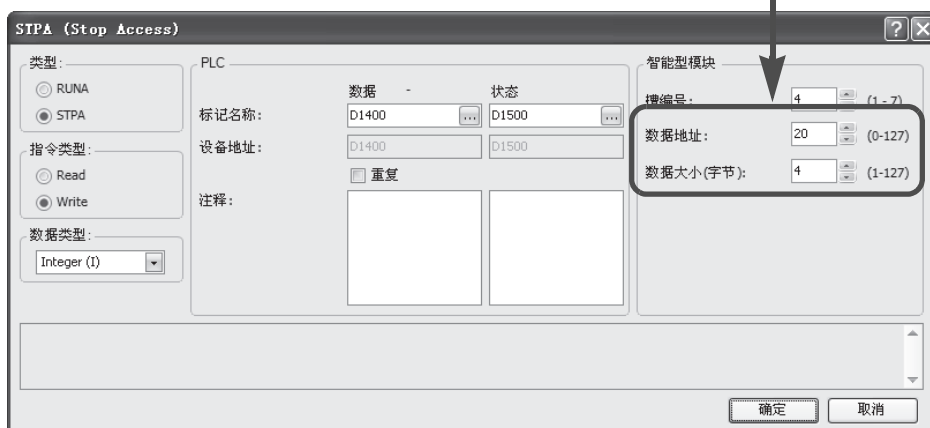 STPA (Stop Access)
类型:
RUNA
STPA
指令类型:
Read
Write
数据类型:
Integer (I)
PLC
数据 - 状态
标记名称: D1400 ... D1500 ...
设备地址: D1400 D1500
重复
注释:
智能型模块
槽编号: 4 (1 - 7)
数据地址: 20 (0-127)
数据大小(字节): 4 (1-127)
确定 取消